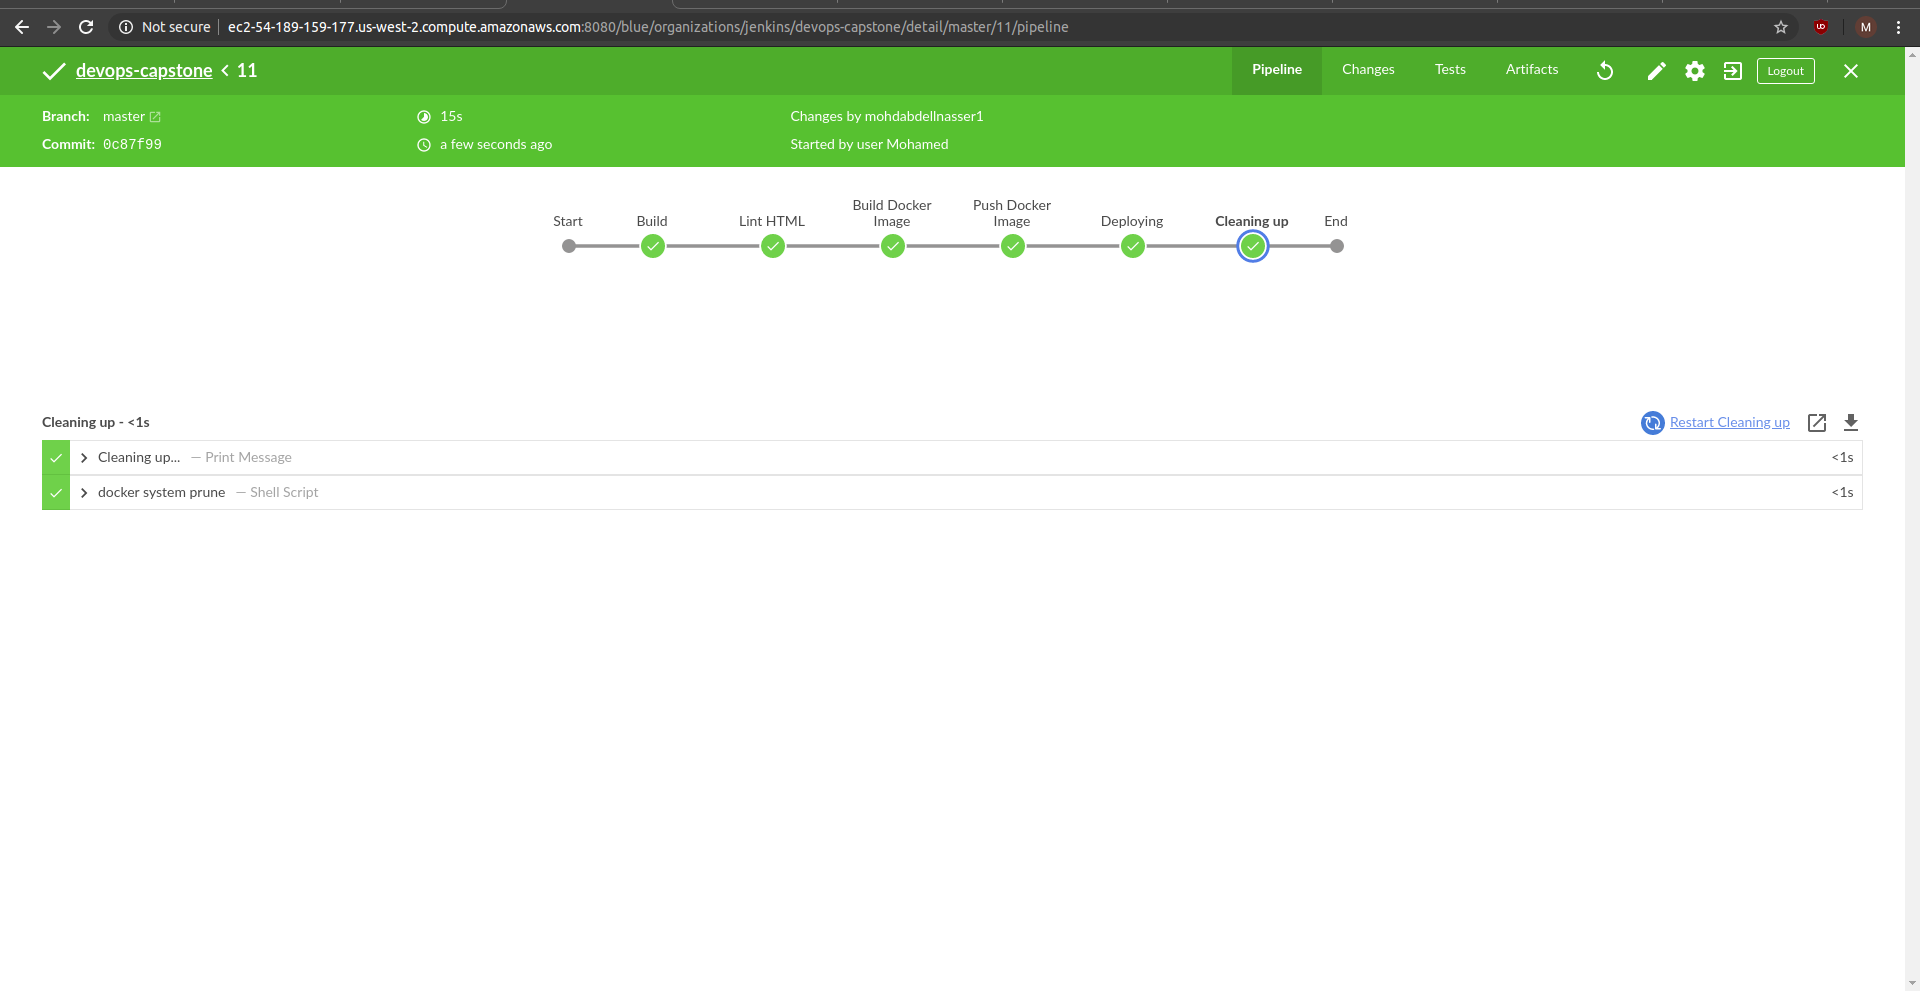 Not secure ec2-54-189-159-177.us-west-2.compute.amazonaws.com:8080/blue/organizations/jenkins/devops-capstone/detail/master/11/pipeline
M
devops-capstone < 11
Pipeline Changes Tests Artifacts Logout
Branch: master 15s Changes by mohdabdellnasser1
Commit: 0c87f99 a few seconds ago Started by user Mohamed
Start Build Lint HTML Build Docker Image Push Docker Image Deploying Cleaning up End
Cleaning up - <1s Restart Cleaning up
Cleaning up... — Print Message <1s
docker system prune — Shell Script <1s